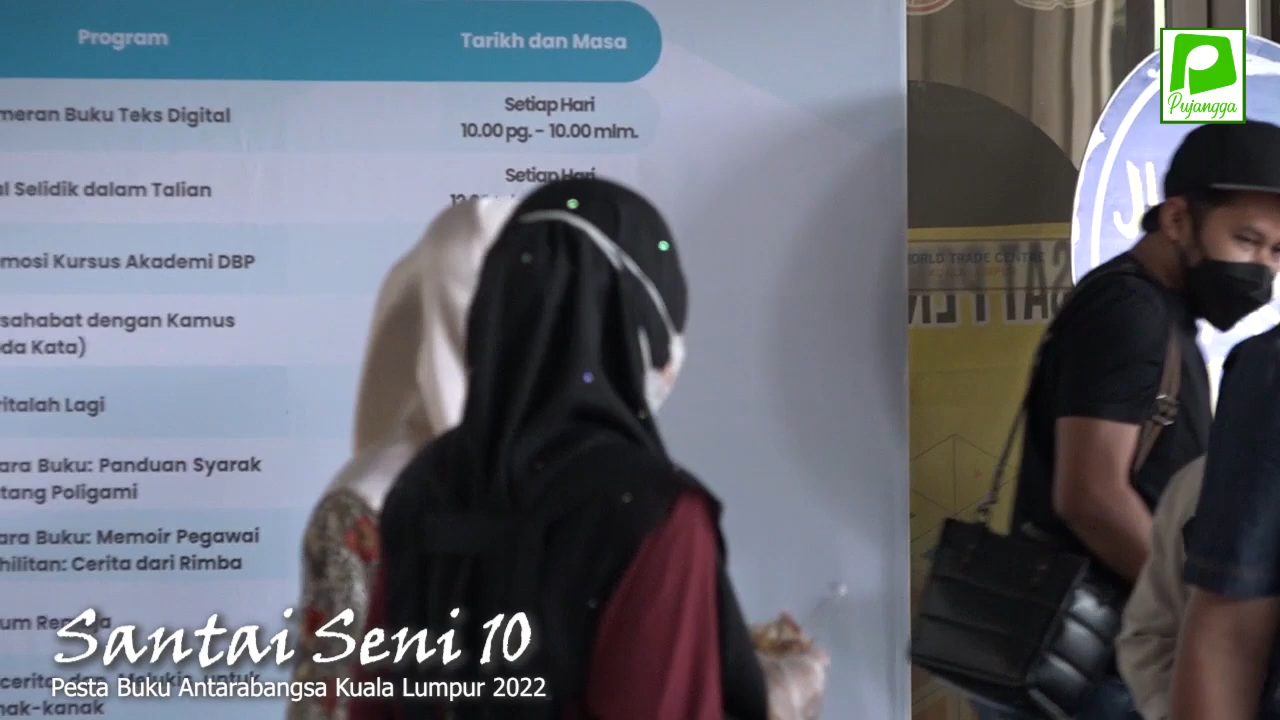 Program
Tarikh dan Masa
meran Buku Teks Digital
Setiap Hari
10.00 pg. - 10.00 mlm.
l Selidik dalam Talian
Setiap Hari
mosi Kursus Akademi DBP
sahabat dengan Kamus
da Kata)
ritalah Lagi
ara Buku: Panduan Syarak
tang Poligami
ara Buku: Memoir Pegawai
hilitan: Cerita dari Rimba
WORLD TRADE CENTRE
KUALA LUMPUR
Pujangga
Santai Seni 10
Pesta Buku Antarabangsa Kuala Lumpur 2022
untuk
nak-kanak